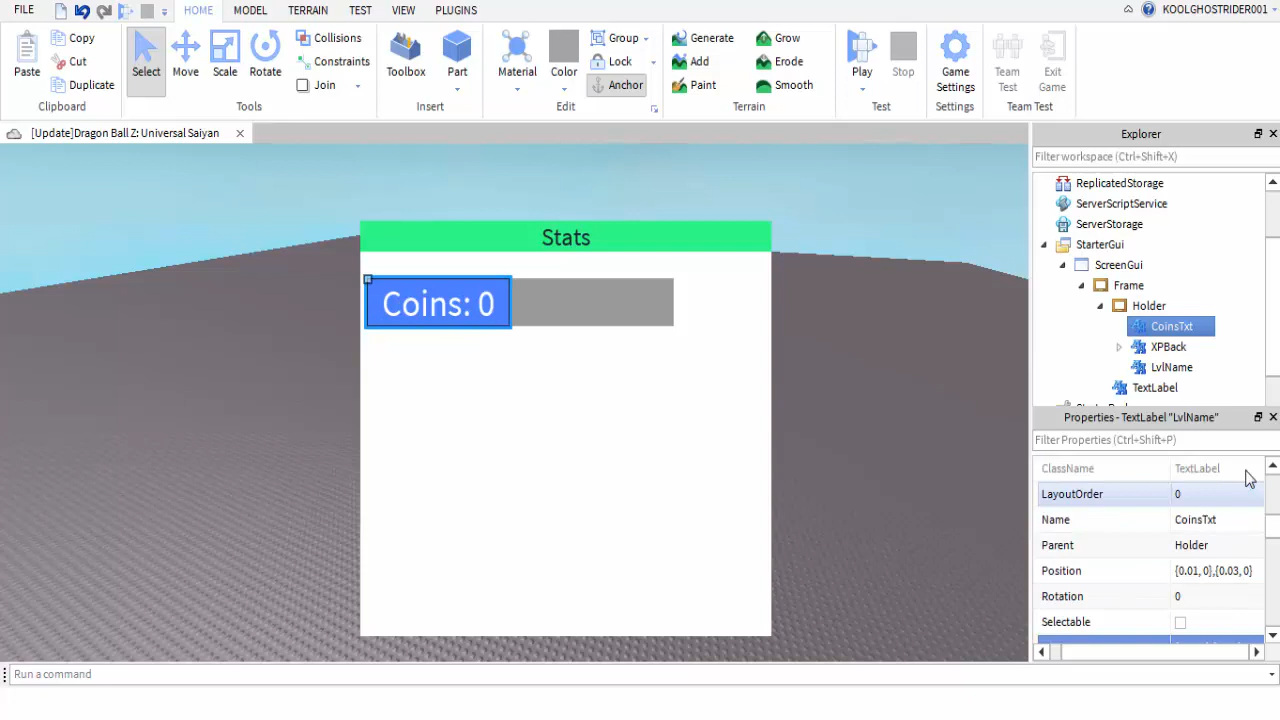 FILE HOME MODEL TERRAIN TEST VIEW PLUGINS KOOLGHOSTRIDER001
Copy Collisions Group Generate Grow
Cut Constraints Lock Add Erode
Paste Select Move Scale Rotate Toolbox Part Material Color Play Stop Game Settings Team Test Exit Game
Duplicate Join Anchor Paint Smooth
Clipboard Tools Insert Edit Terrain Test Settings Team Test
[Update]Dragon Ball Z: Universal Saiyan
Explorer
Filter workspace (Ctrl+Shift+X)
ReplicatedStorage
ServerScriptService
ServerStorage
StarterGui
ScreenGui
Frame
Holder
CoinsTxt
XPBack
LvlName
TextLabel
Stats
Coins: 0
Properties - TextLabel "LvlName"
Filter Properties (Ctrl+Shift+P)
ClassName TextLabel
LayoutOrder 0
Name CoinsTxt
Parent Holder
Position {0.01, 0},{0.03, 0}
Rotation 0
Selectable
Run a command